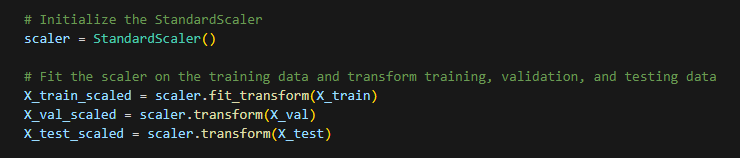 # Initialize the StandardScaler
scaler = StandardScaler()
# Fit the scaler on the training data and transform training, validation, and testing data
X_train_scaled = scaler.fit_transform(X_train)
X_val_scaled = scaler.transform(X_val)
X_test_scaled = scaler.transform(X_test)